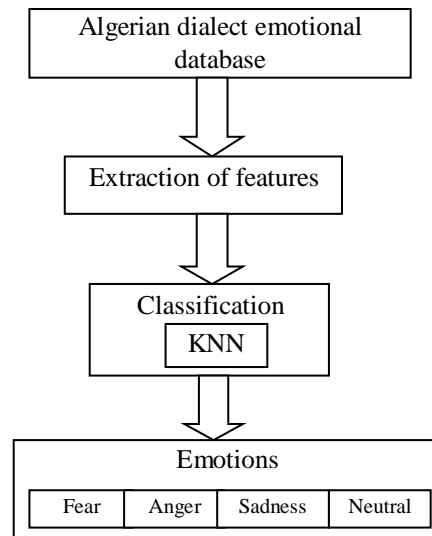 Algerian dialect emotional
database
Extraction of features
Classification
KNN
Emotions
Fear Anger Sadness Neutral